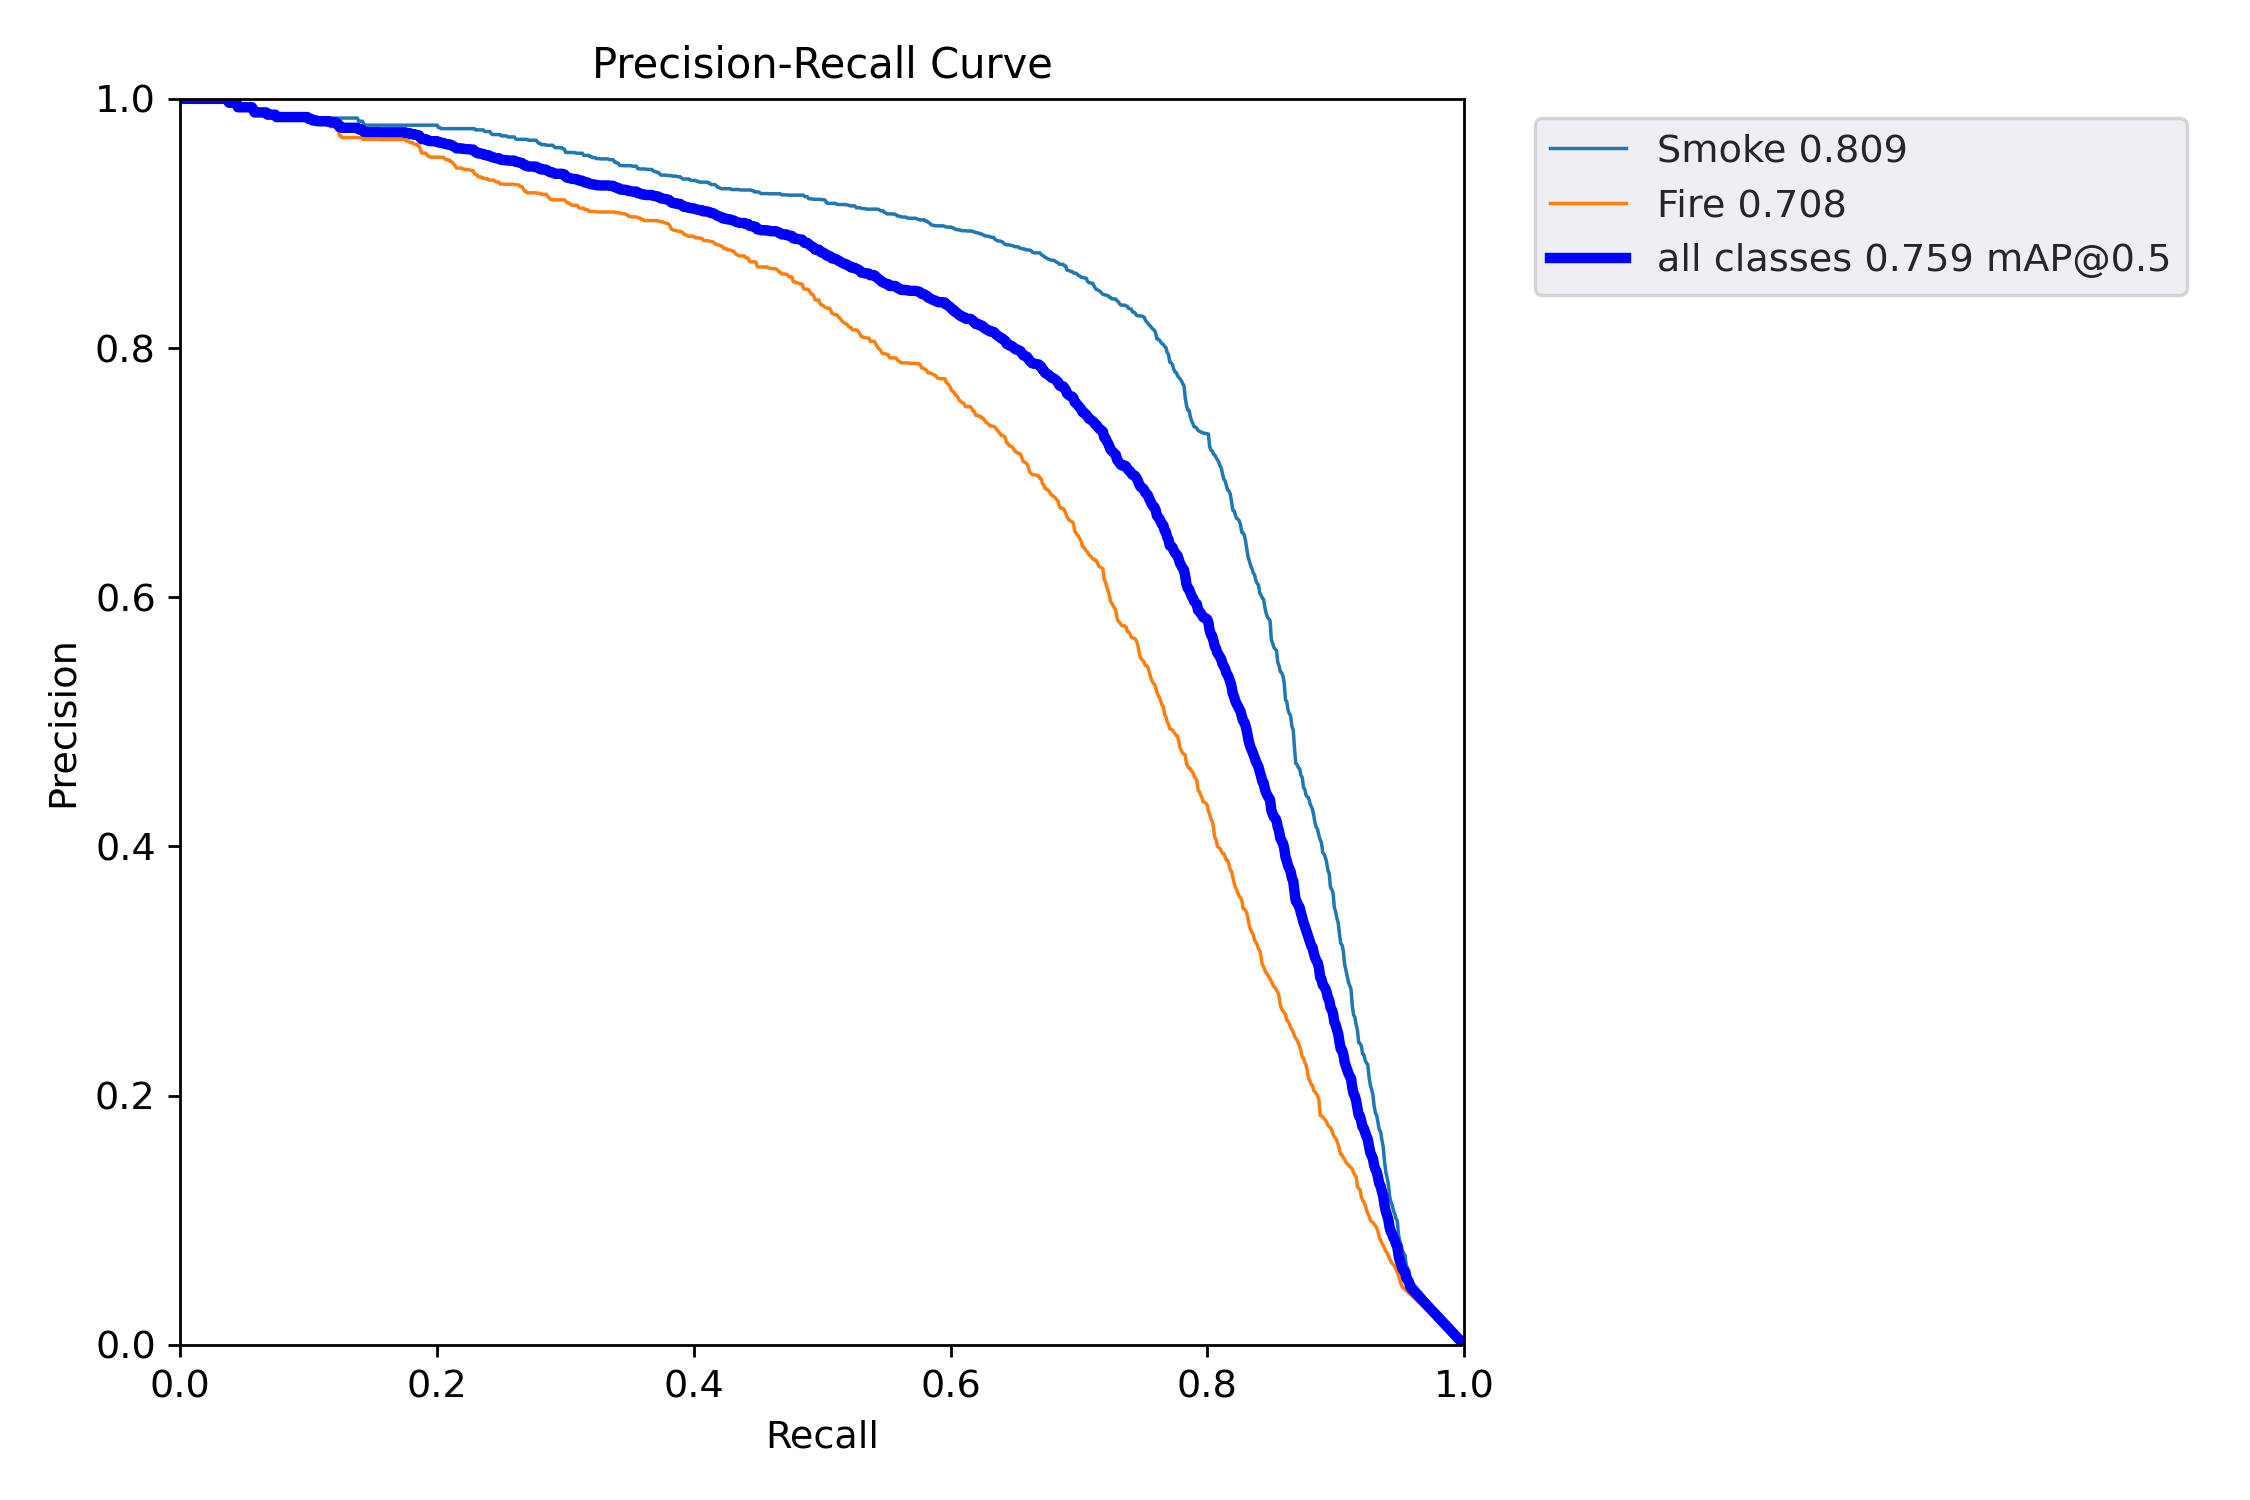 Precision-Recall Curve
Smoke 0.809
Fire 0.708
all classes 0.759 mAP@0.5
Precision
1.0
0.8
0.6
0.4
0.2
0.0
0.0 0.2 0.4 0.6 0.8 1.0
Recall